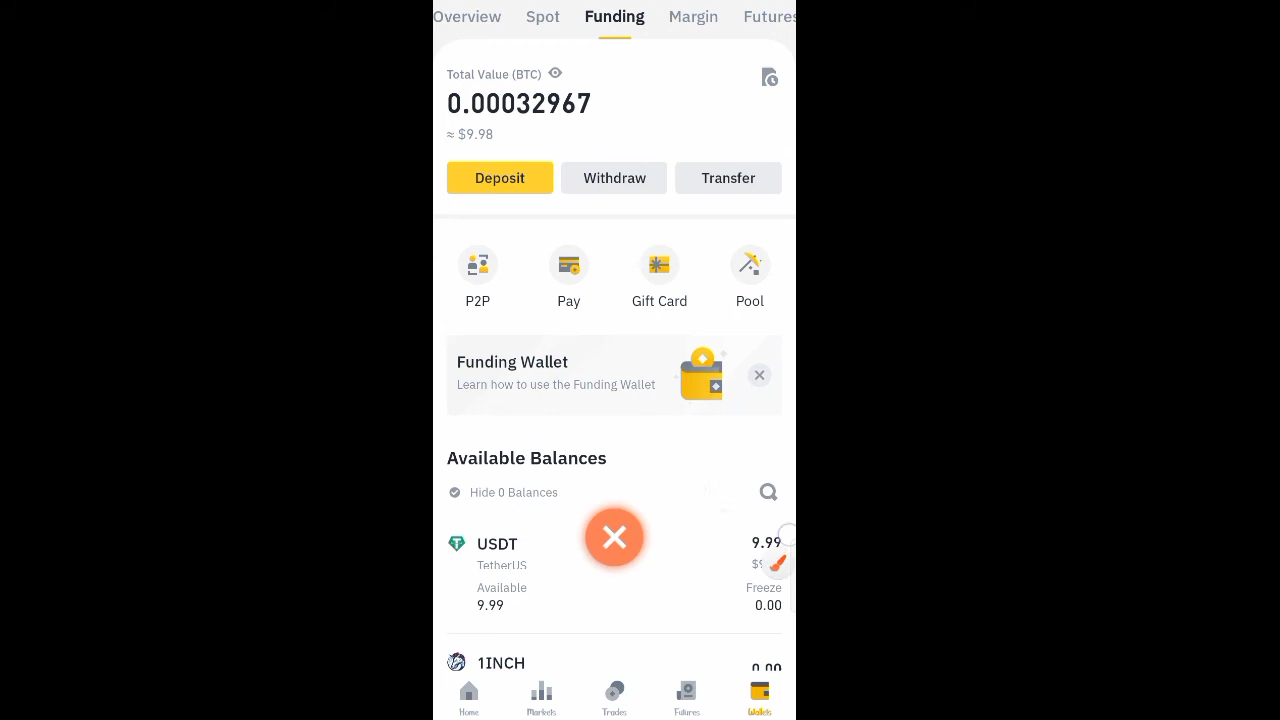 Overview Spot Funding Margin Futures
Total Value (BTC)
0.00032967
≈ $9.98
Deposit Withdraw Transfer
P2P Pay Gift Card Pool
Funding Wallet
Learn how to use the Funding Wallet
Available Balances
Hide 0 Balances
USDT 9.99
TetherUS
Available Freeze
9.99 0.00
1INCH 0.00
Home Markets Trades Futures Wallets